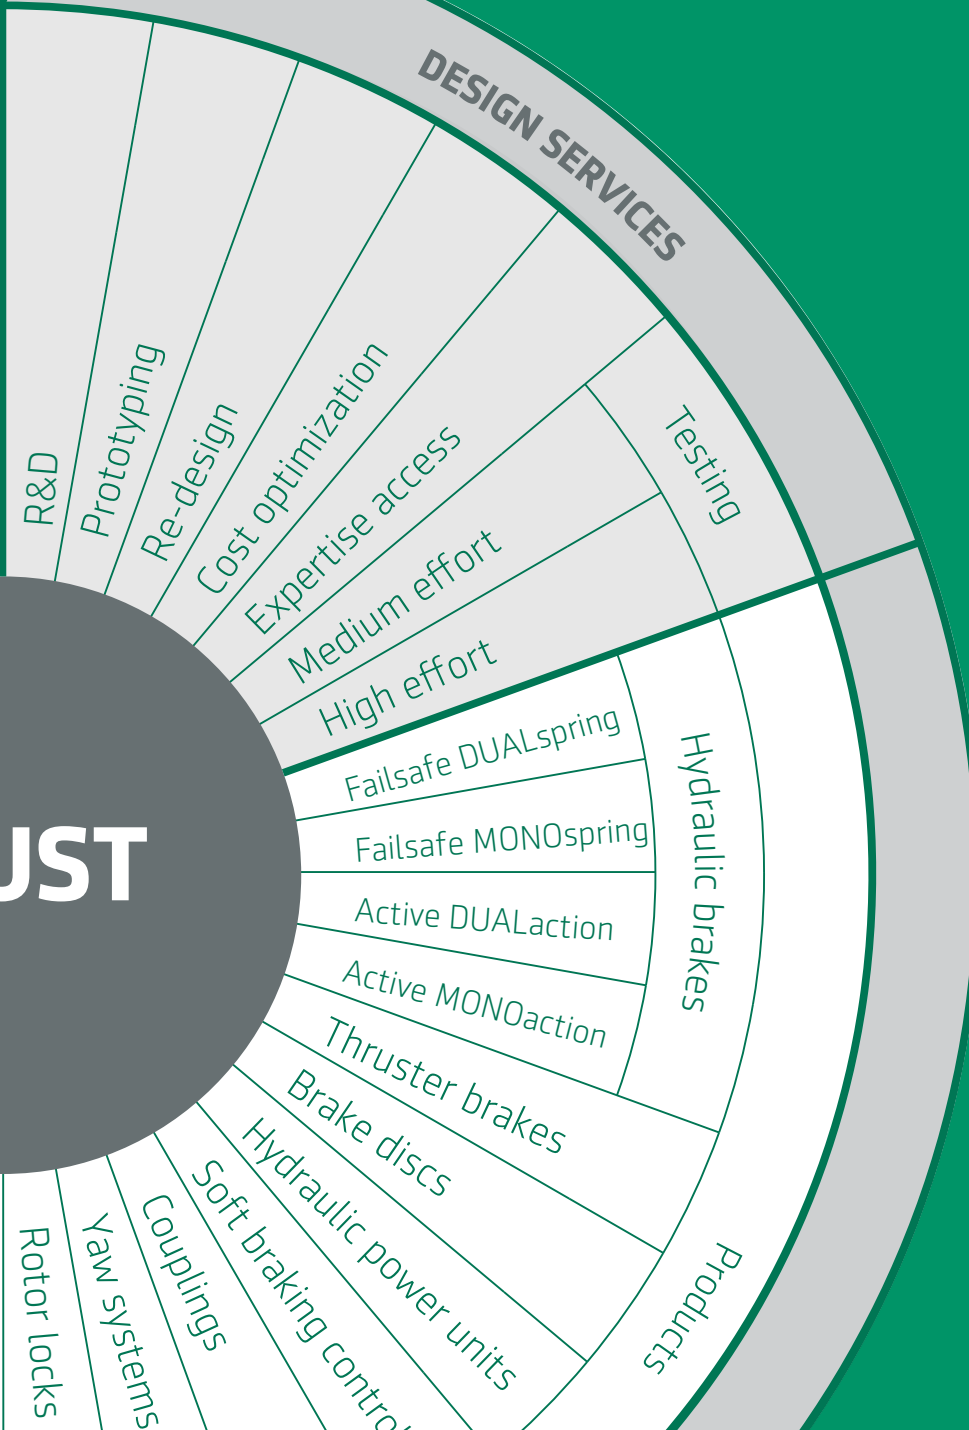 DESIGN SERVICES
R&D
Prototyping
Re-design
Cost optimization
Expertise access
Testing
Medium effort
High effort
Failsafe DUALspring
Failsafe MONOspring
Hydraulic brakes
Active DUALaction
Active MONOaction
Thruster brakes
Brake discs
Hydraulic power units
Products
Soft braking contro
Couplings
Yaw systems
Rotor locks
UST